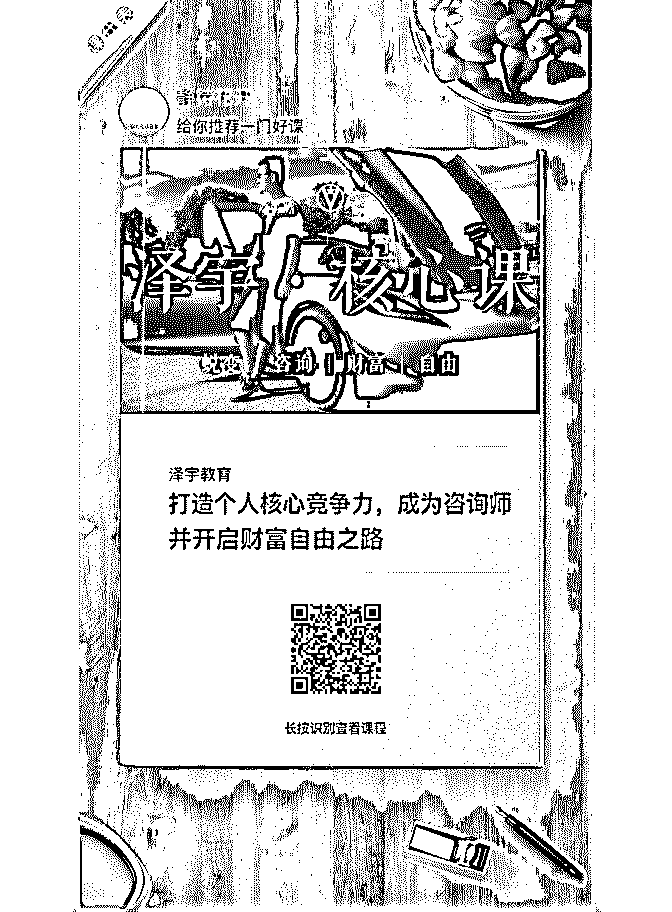 给你推荐一门好课
泽宇 核心课
蜕变 | 咨询 | 财富 | 自由
泽宇教育
打造个人核心竞争力，成为咨询师
并开启财富自由之路
长按识别查看课程